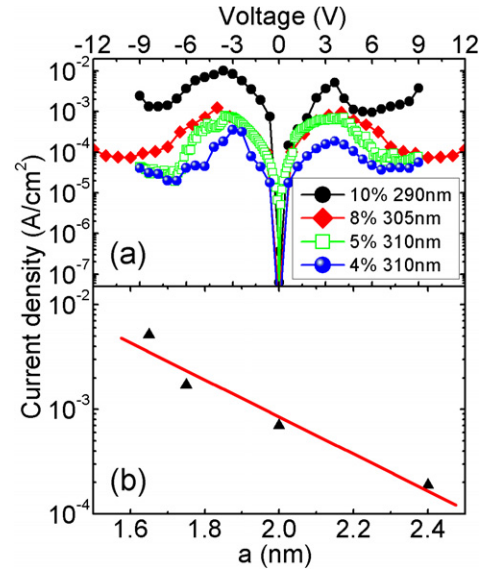 Voltage (V)
-12 -9 -6 -3 0 3 6 9 12
10^-2
10^-3
10^-4
10^-5
10^-6
10^-7
10% 290nm
8% 305nm
5% 310nm
4% 310nm
(a)
Current density (A/cm²)
10^-2
10^-3
10^-4
(b)
1.6 1.8 2.0 2.2 2.4
a (nm)